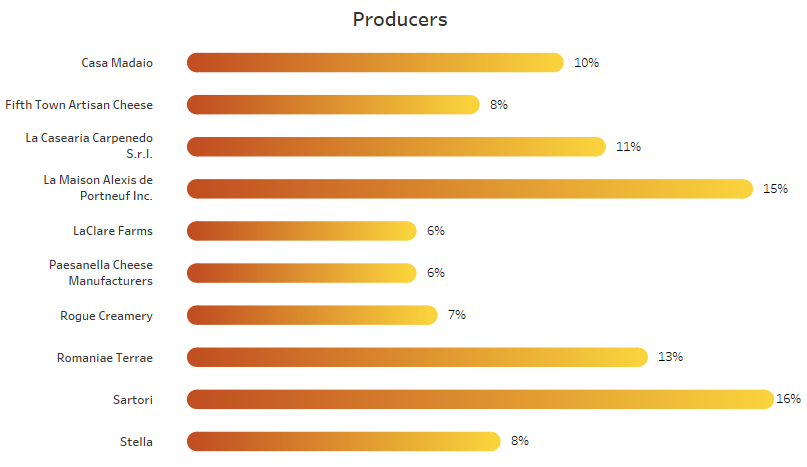 Producers
Casa Madaio
10%
Fifth Town Artisan Cheese
8%
La Casearia Carpenedo
S.r.l.
11%
La Maison Alexis de
Portneuf Inc.
15%
LaClare Farms
6%
Paesanella Cheese
Manufacturers
6%
Rogue Creamery
7%
Romaniae Terrae
13%
Sartori
16%
Stella
8%